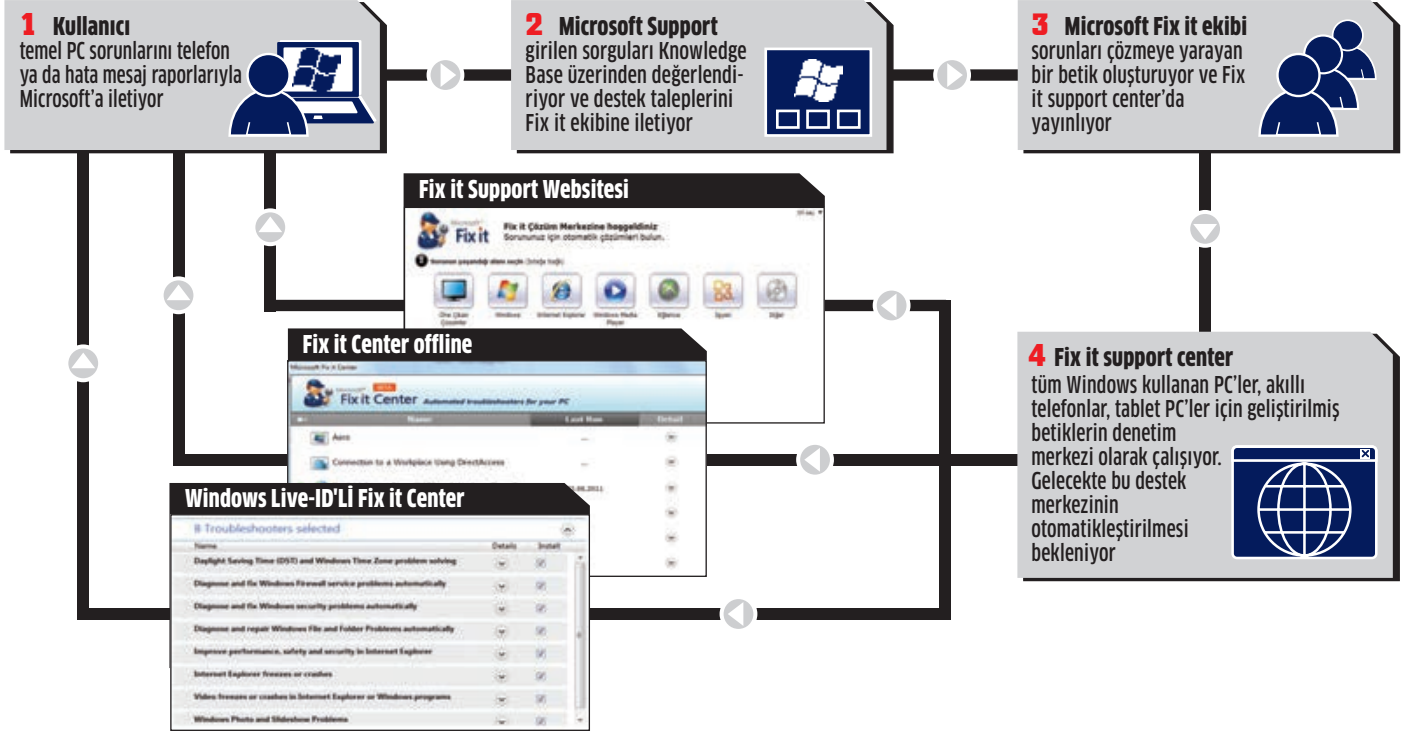 1 Kullanıcı
temel PC sorunlarını telefon
ya da hata mesaj raporlarıyla
Microsoft'a iletiyor
2 Microsoft Support
girilen sorguları Knowledge
Base üzerinden değerlendi-
riyor ve destek taleplerini
Fix it ekibine iletiyor
3 Microsoft Fix it ekibi
sorunları çözmeye yarayan
bir betik oluşturuyor ve Fix
it support center'da
yayınlıyor
4 Fix it support center
tüm Windows kullanan PC'ler, akıllı
telefonlar, tablet PC'ler için geliştirilmiş
betiklerin denetim
merkezi olarak çalışıyor.
Gelecekte bu destek
merkezinin
otomatikleştirilmesi
bekleniyor
Fix it Support Websitesi
Microsoft
Fix it
Fix it Çözüm Merkezine hoşgeldiniz
Sorununuz için otomatik çözümleri bulun.
Öne Çıkan Çözümler
Windows
Internet Explorer
Windows Media Player
Eğlence
Diğer
Fix it Center offline
Microsoft Fix it Center
Microsoft
BETA
Fix it Center Automated troubleshooters for your PC
Name Last Run Detail
Aero
Connection to a Workplace Using DirectAccess
Windows Live-ID'Lİ Fix it Center
8 Troubleshooters selected
Name Details Install
Daylight Saving Time (DST) and Windows Time Zone problem solving
Diagnose and fix Windows Firewall service problems automatically
Diagnose and fix Windows security problems automatically
Diagnose and repair Windows File and Folder Problems automatically
Improve performance, safety and security in Internet Explorer
Internet Explorer freezes or crashes
Video freezes or crashes in Internet Explorer or Windows programs
Windows Photo and Slideshow Problems